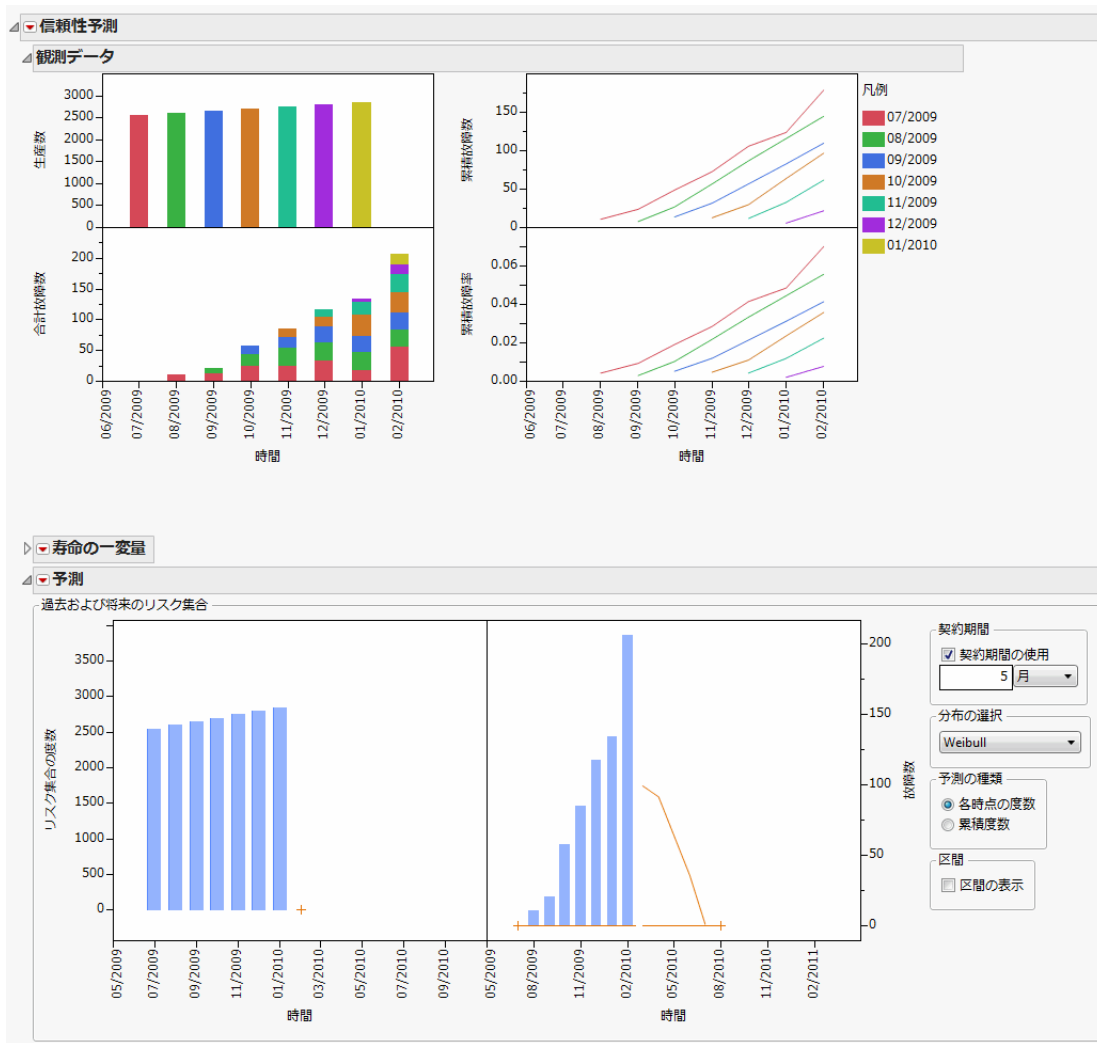 信頼性予測
観測データ
生産数
3000
2500
2000
1500
1000
500
0
合計故障数
200
150
100
50
0
06/2009
07/2009
08/2009
09/2009
10/2009
11/2009
12/2009
01/2010
02/2010
時間
累積故障数
150
100
50
0
累積故障率
0.06
0.04
0.02
0.00
06/2009
07/2009
08/2009
09/2009
10/2009
11/2009
12/2009
01/2010
02/2010
時間
凡例
07/2009
08/2009
09/2009
10/2009
11/2009
12/2009
01/2010
寿命の一変量
予測
過去および将来のリスク集合
リスク集合の度数
3500
3000
2500
2000
1500
1000
500
0
05/2009
07/2009
09/2009
11/2009
01/2010
03/2010
05/2010
07/2010
09/2010
時間
05/2009
08/2009
11/2009
02/2010
05/2010
08/2010
11/2010
02/2011
時間
200
150
100
50
0
故障数
契約期間
契約期間の使用
5 月
分布の選択
Weibull
予測の種類
各時点の度数
累積度数
区間
区間の表示